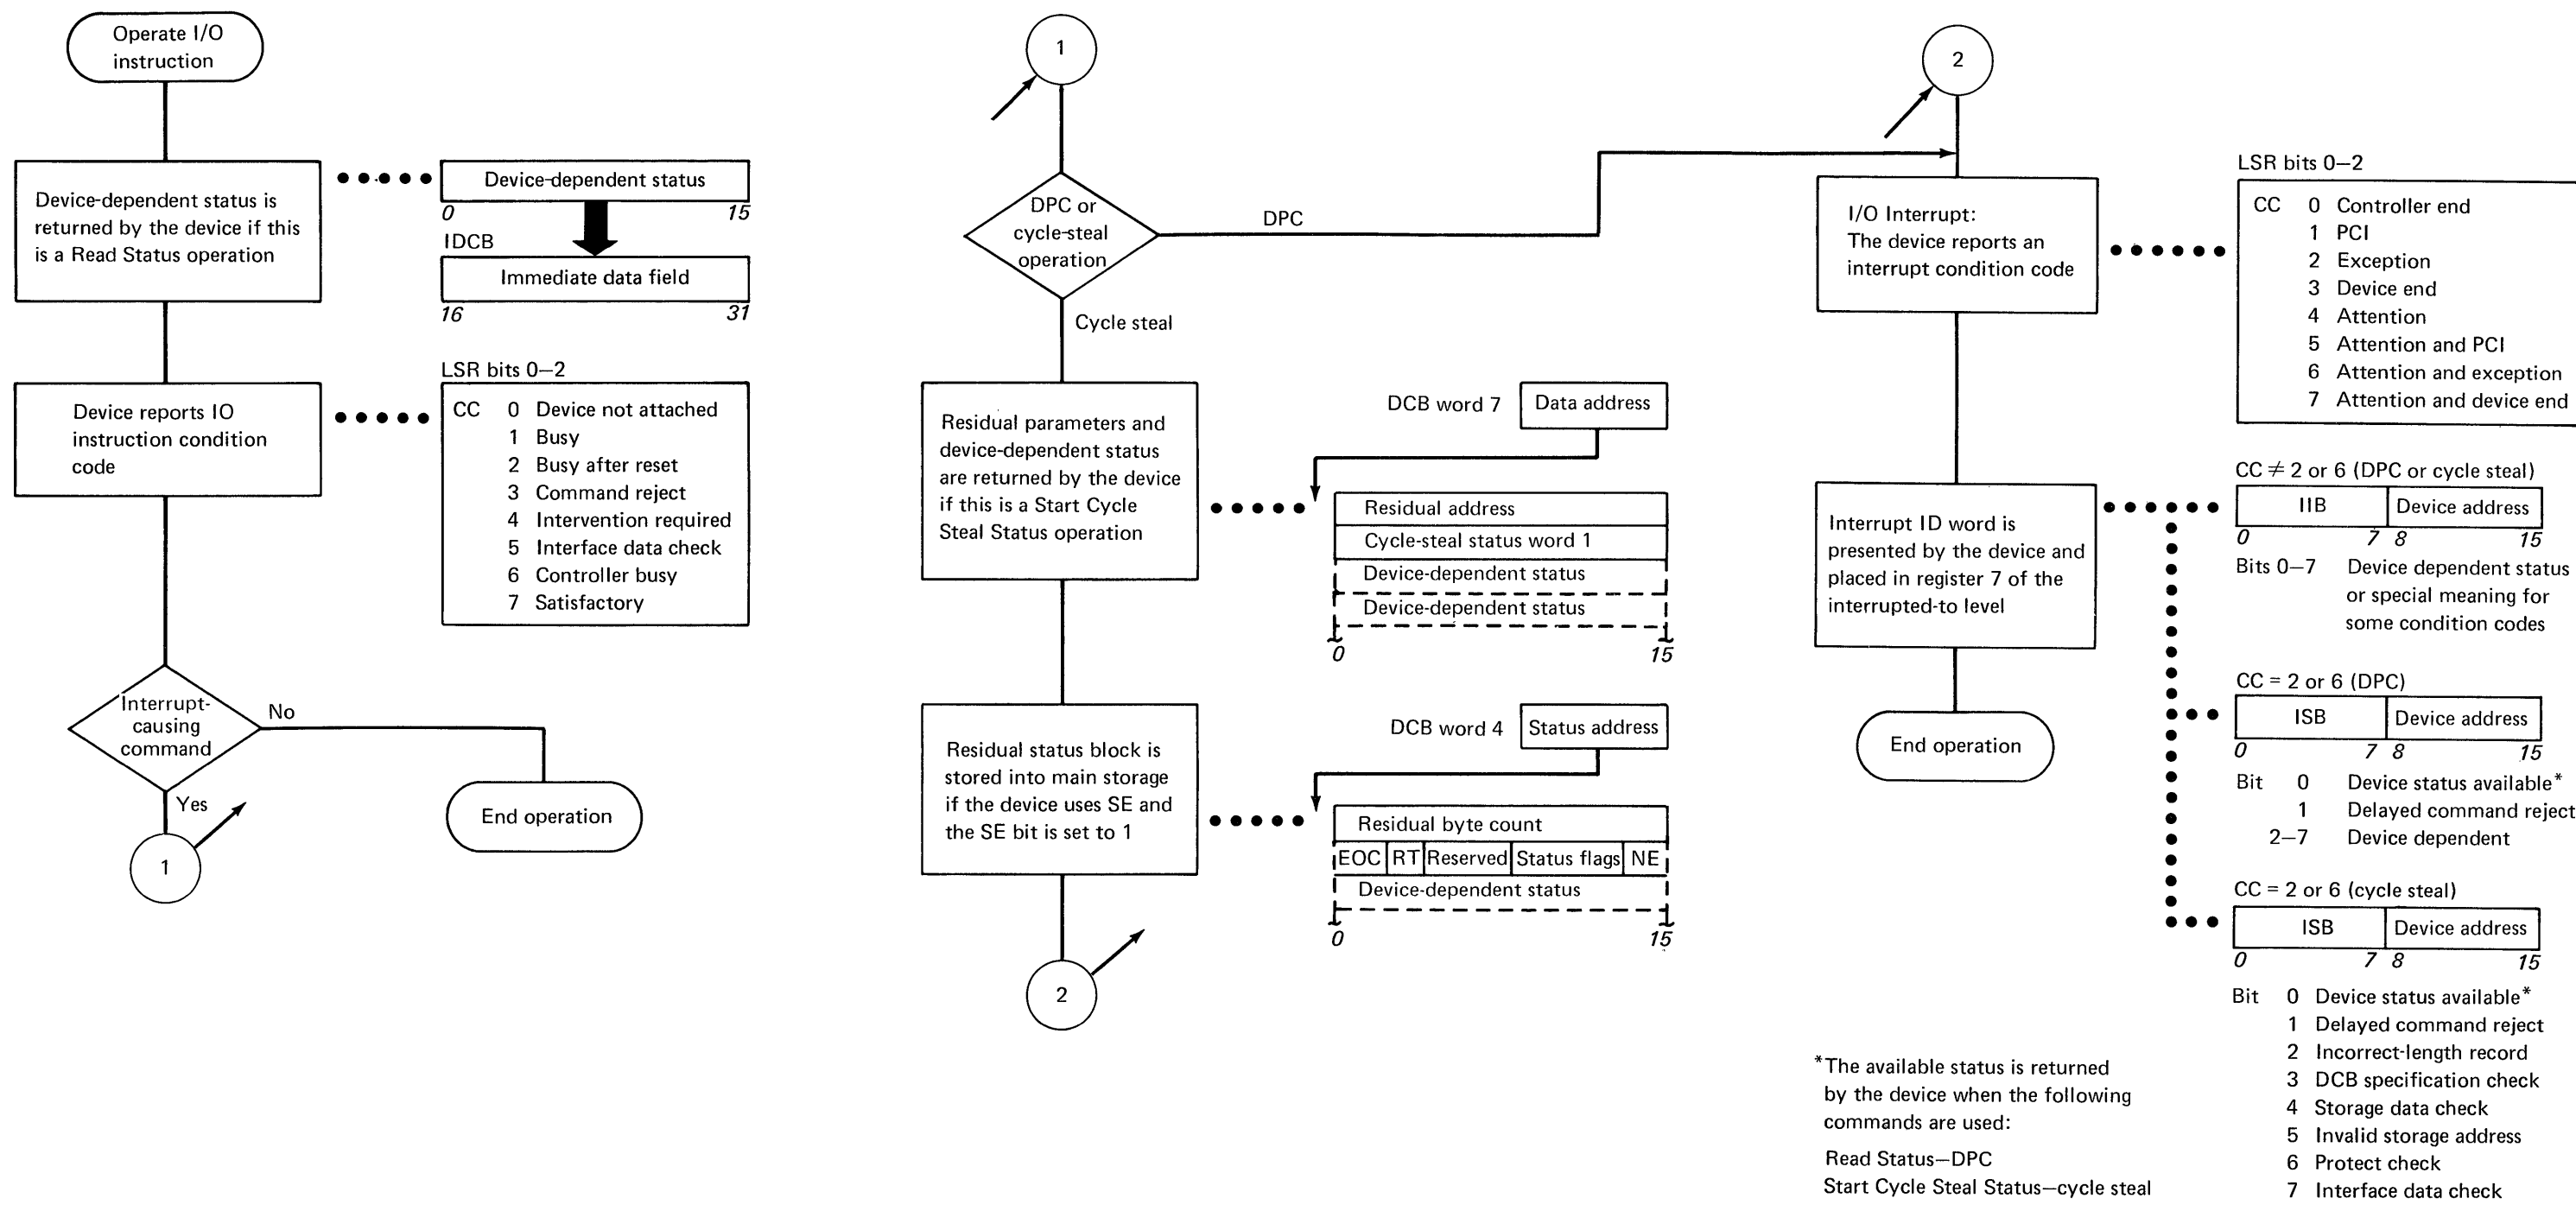 Operate I/O
instruction
Device-dependent status is
returned by the device if this
is a Read Status operation
Device-dependent status
0 15
IDCB
Immediate data field
16 31
Device reports IO
instruction condition
code
LSR bits 0–2
CC 0 Device not attached
1 Busy
2 Busy after reset
3 Command reject
4 Intervention required
5 Interface data check
6 Controller busy
7 Satisfactory
Interrupt-
causing
command
No
Yes
End operation
1
1
DPC or
cycle-steal
operation
DPC
Cycle steal
Residual parameters and
device-dependent status
are returned by the device
if this is a Start Cycle
Steal Status operation
DCB word 7 Data address
Residual address
Cycle-steal status word 1
Device-dependent status
Device-dependent status
0 15
Residual status block is
stored into main storage
if the device uses SE and
the SE bit is set to 1
DCB word 4 Status address
Residual byte count
EOC RT Reserved Status flags NE
Device-dependent status
0 15
2
2
I/O Interrupt:
The device reports an
interrupt condition code
LSR bits 0–2
CC 0 Controller end
1 PCI
2 Exception
3 Device end
4 Attention
5 Attention and PCI
6 Attention and exception
7 Attention and device end
Interrupt ID word is
presented by the device and
placed in register 7 of the
interrupted-to level
End operation
CC ≠ 2 or 6 (DPC or cycle steal)
IIB Device address
0 7 8 15
Bits 0–7 Device dependent status
or special meaning for
some condition codes
CC = 2 or 6 (DPC)
ISB Device address
0 7 8 15
Bit 0 Device status available*
1 Delayed command reject
2–7 Device dependent
CC = 2 or 6 (cycle steal)
ISB Device address
0 7 8 15
Bit 0 Device status available*
1 Delayed command reject
2 Incorrect-length record
3 DCB specification check
4 Storage data check
5 Invalid storage address
6 Protect check
7 Interface data check
*The available status is returned
by the device when the following
commands are used:
Read Status—DPC
Start Cycle Steal Status—cycle steal